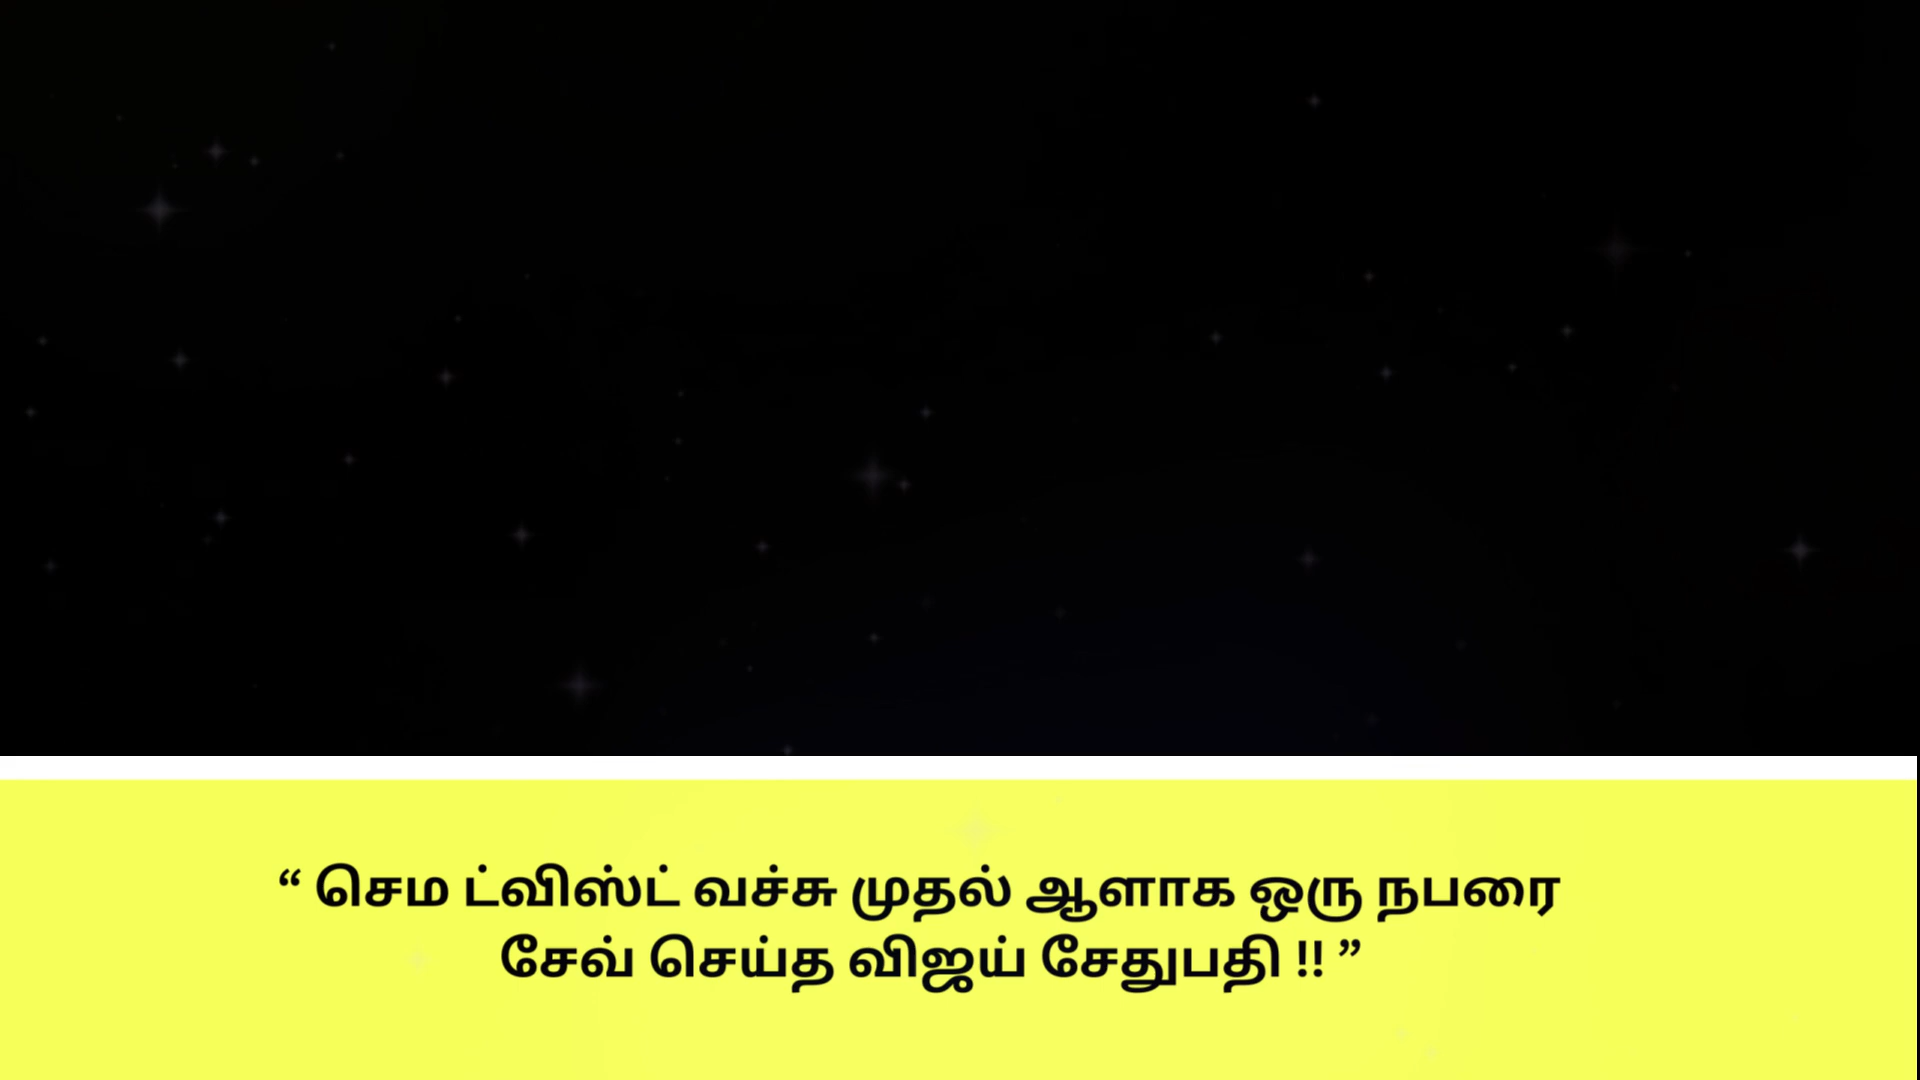 “ செம ட்விஸ்ட் வச்சு முதல் ஆளாக ஒரு நபரை
சேவ் செய்த விஜய் சேதுபதி !! ”